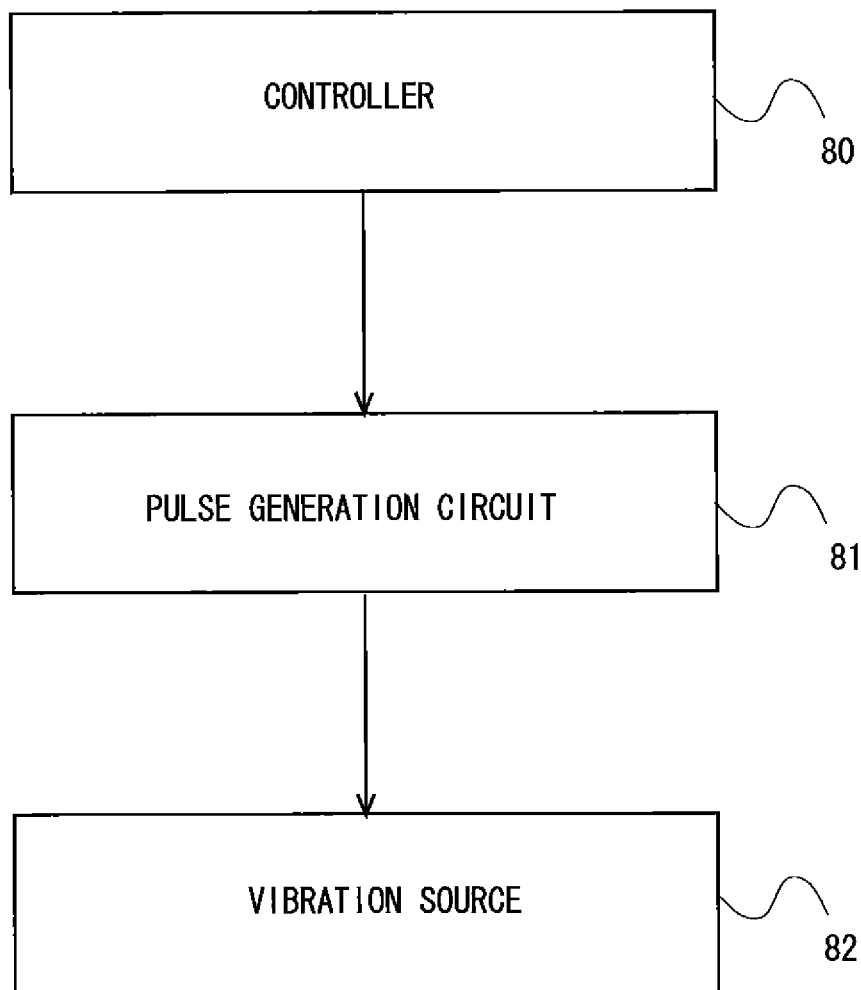 CONTROLLER
80
PULSE GENERATION CIRCUIT
81
VIBRATION SOURCE
82